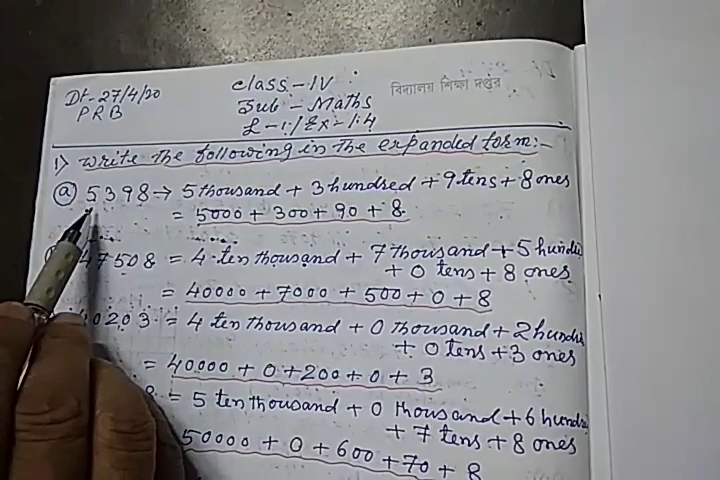 Dt-27/4/20
PRB
Class-IV
Sub-Maths
L-1./Ex-1.4
বিদ্যালয় শিক্ষা দপ্তর
1) Write the following in the expanded form:-
(a) 5398 → 5 thousand + 3 hundred + 9 tens + 8 ones
= 5000 + 300 + 90 + 8
47508 = 4 ten thousand + 7 thousand + 5 hundre
+ 0 tens + 8 ones
= 40000 + 7000 + 500 + 0 + 8
40203 = 4 ten thousand + 0 thousand + 2 hundre
+ 0 tens + 3 ones
= 40000 + 0 + 200 + 0 + 3
8 = 5 ten thousand + 0 thousand + 6 hundre
+ 7 tens + 8 ones
50000 + 0 + 600 + 70 + 8